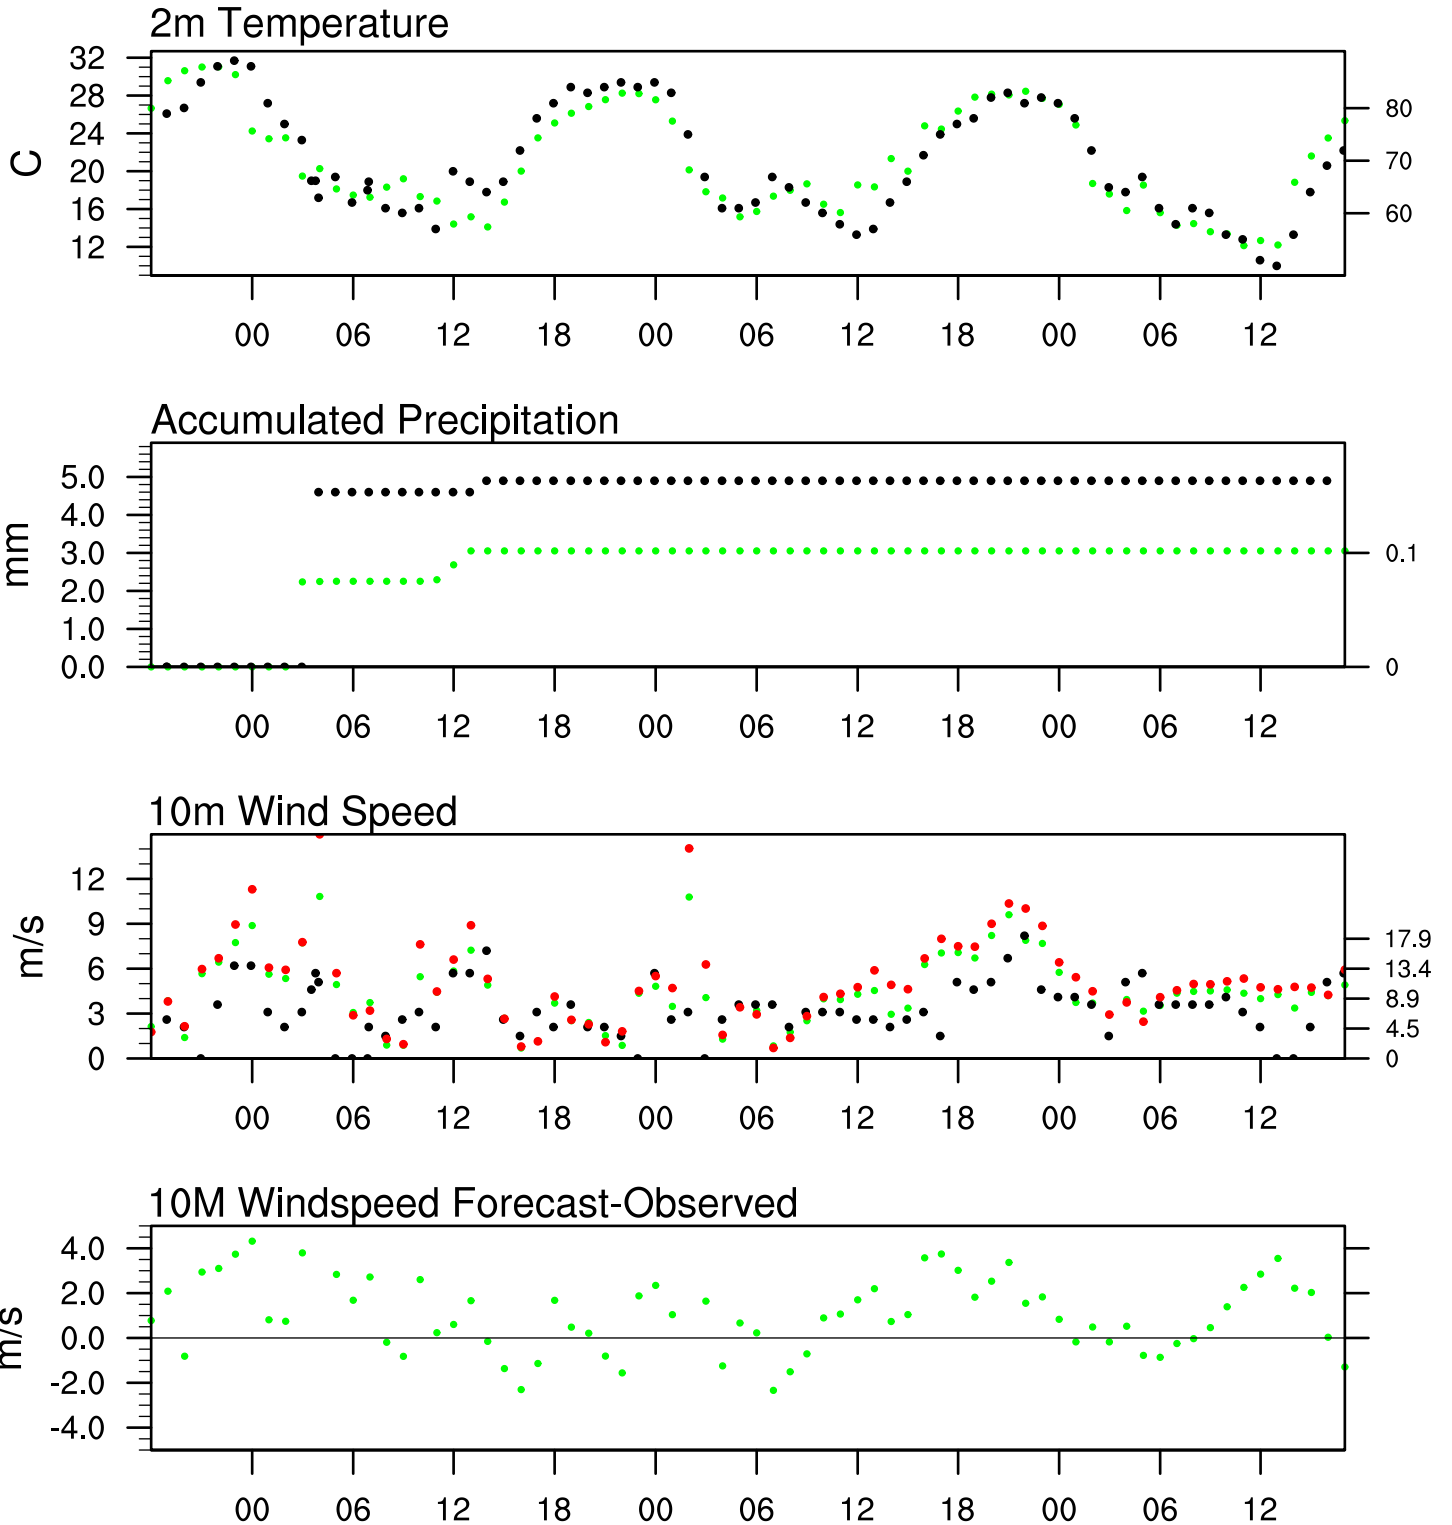 2m Temperature
32
28
24
20
16
12
C
80
70
60
00 06 12 18 00 06 12 18 00 06 12
Accumulated Precipitation
5.0
4.0
3.0
2.0
1.0
0.0
mm
0.1
0
00 06 12 18 00 06 12 18 00 06 12
10m Wind Speed
12
9
6
3
0
m/s
17.9
13.4
8.9
4.5
0
00 06 12 18 00 06 12 18 00 06 12
10M Windspeed Forecast-Observed
4.0
2.0
0.0
-2.0
-4.0
m/s
00 06 12 18 00 06 12 18 00 06 12